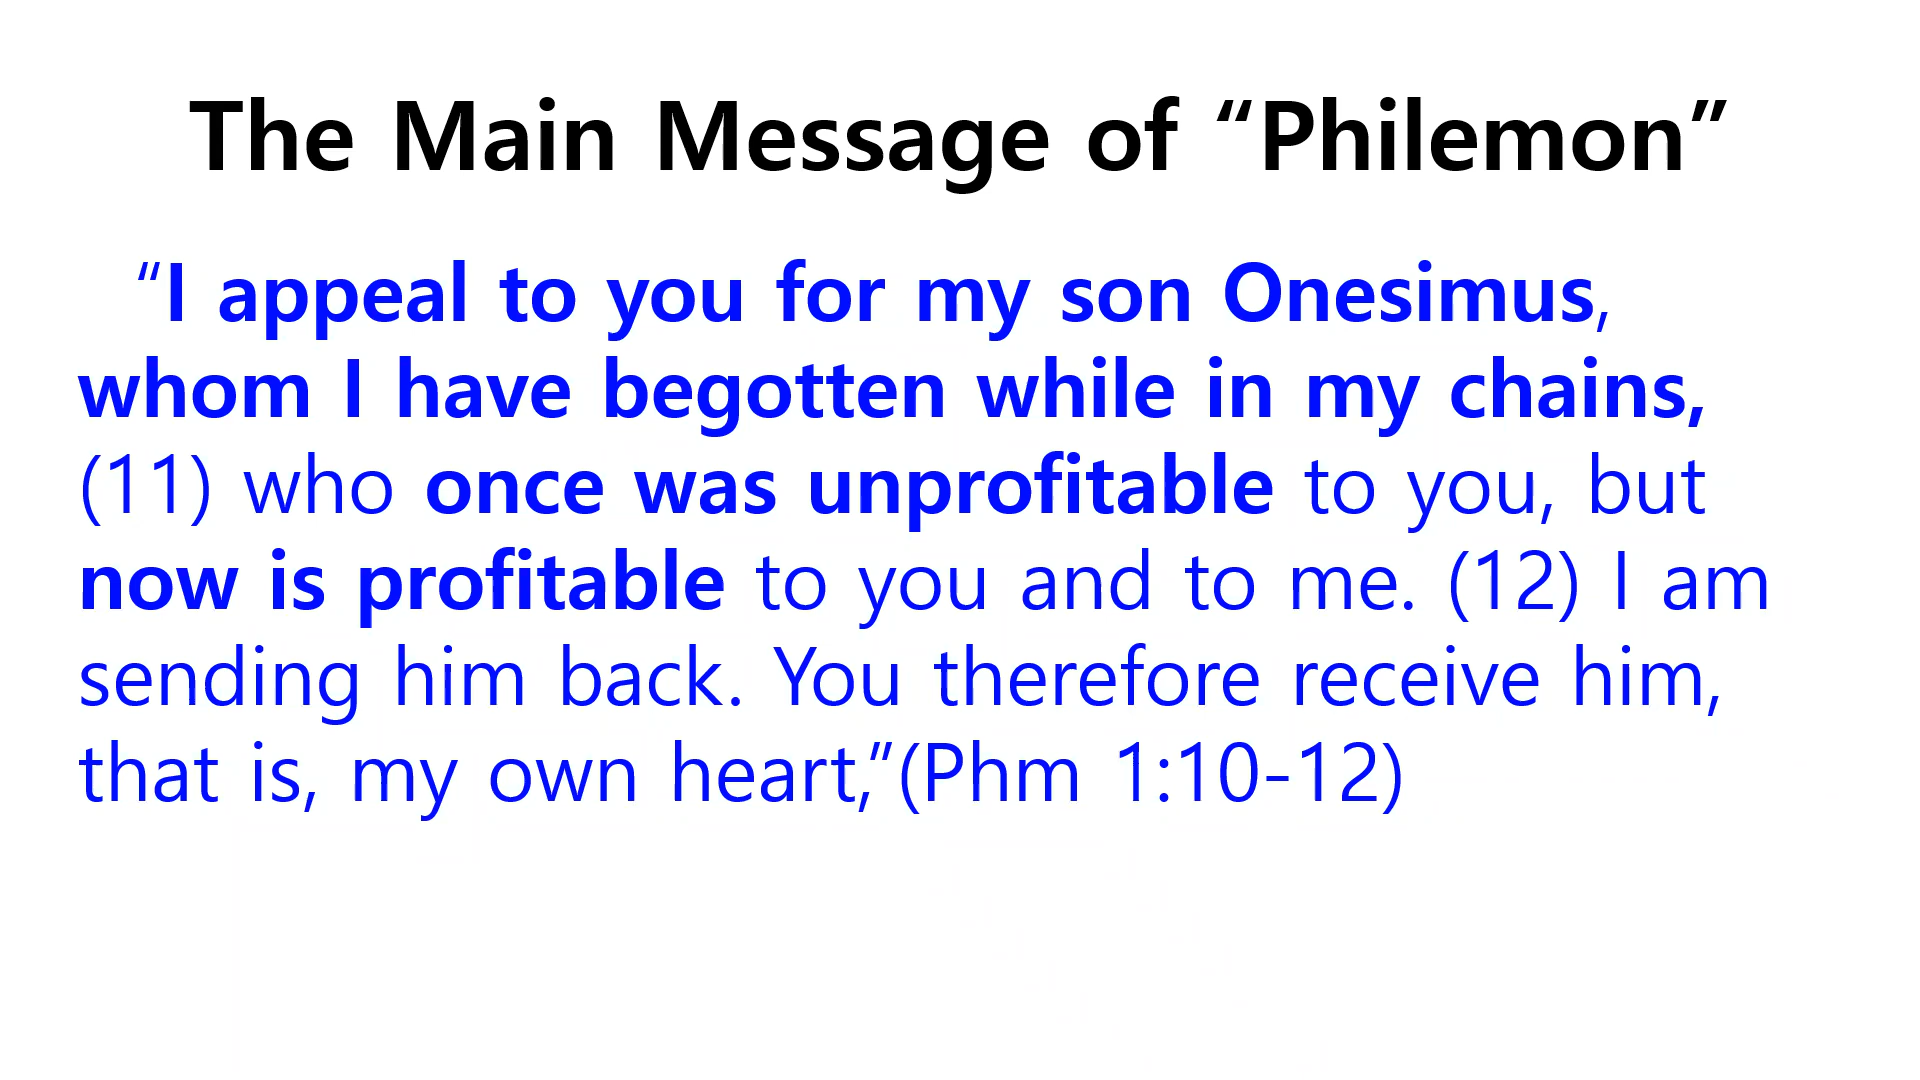 The Main Message of “Philemon”
“I appeal to you for my son Onesimus,
whom I have begotten while in my chains,
(11) who once was unprofitable to you, but
now is profitable to you and to me. (12) I am
sending him back. You therefore receive him,
that is, my own heart,”(Phm 1:10-12)